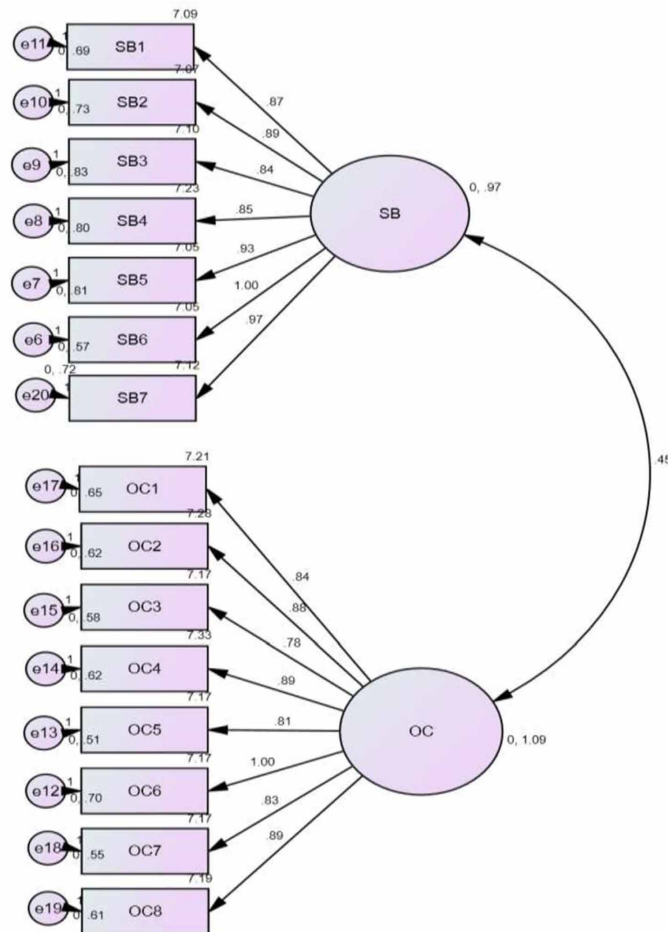 7.09
e11 1 0, .69 SB1
7.07
.87
e10 1 0, .73 SB2
7.10
.89
e9 1 0, .83 SB3
.84
7.23
0, .97
e8 1 0, .80 SB4
.85
SB
7.05
.93
e7 1 0, .81 SB5
1.00
7.05
e6 1 0, .57 SB6
.97
7.12
0, .72
e20 SB7
7.21
.45
e17 1 0, .65 OC1
7.28
e16 1 0, .62 OC2
7.17
.84
.88
e15 1 0, .58 OC3
.78
7.33
e14 1 0, .62 OC4
.89
7.17
e13 1 0, .51 OC5
.81
OC
0, 1.09
7.17
1.00
e12 1 0, .70 OC6
.83
7.17
.89
e18 1 0, .55 OC7
7.19
e19 1 0, .61 OC8